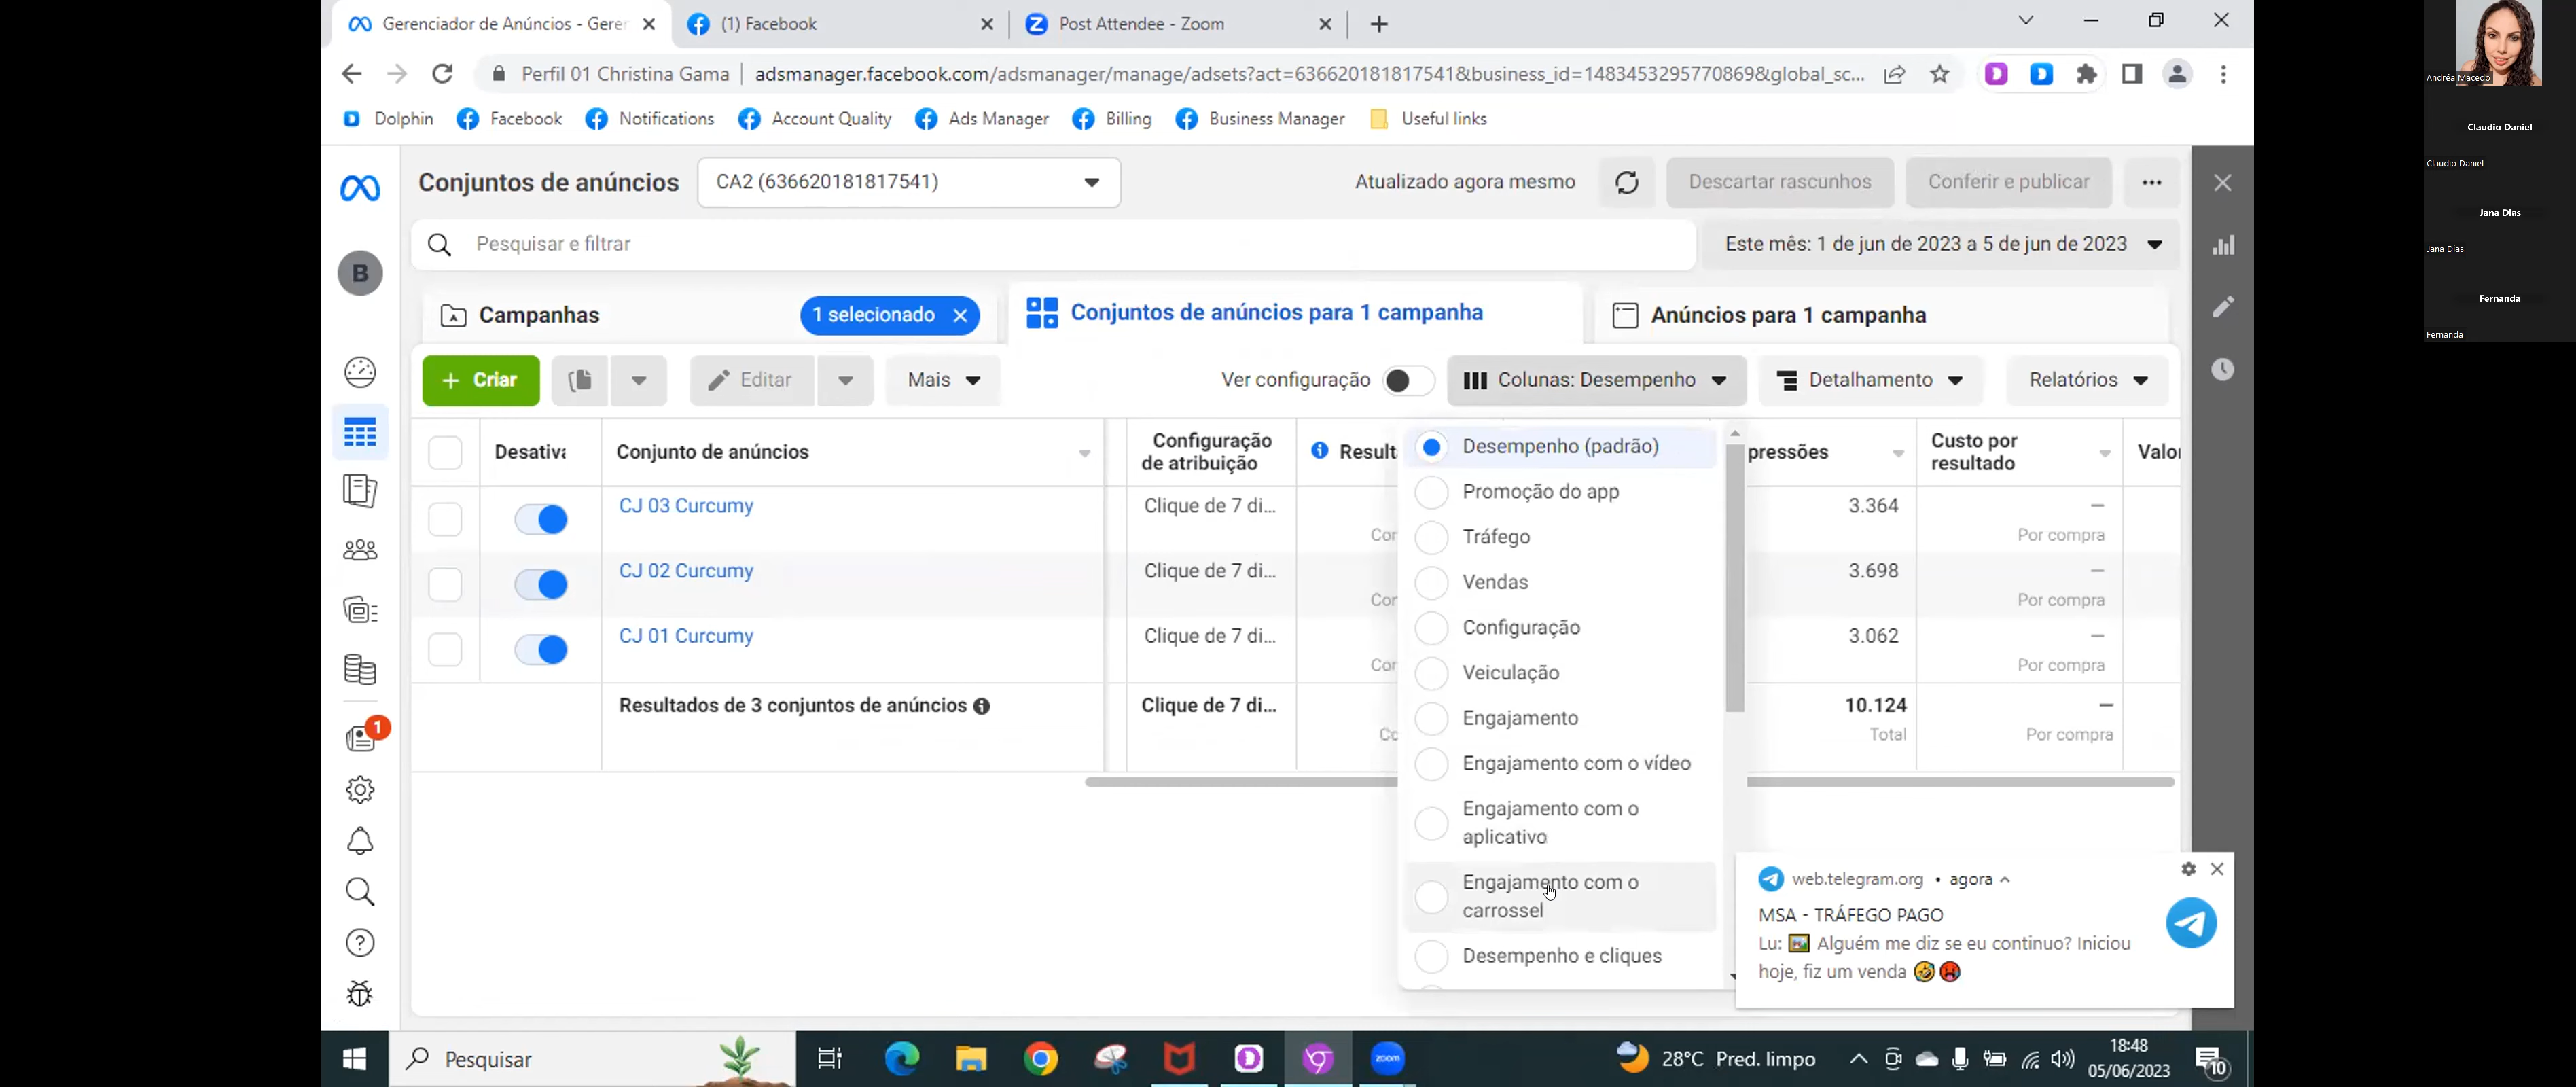 Gerenciador de Anúncios - Geren
(1) Facebook
Post Attendee - Zoom
Perfil 01 Christina Gama
adsmanager.facebook.com/adsmanager/manage/adsets?act=636620181817541&business_id=1483453295770869&global_sc...
Dolphin
Facebook
Notifications
Account Quality
Ads Manager
Billing
Business Manager
Useful links
Conjuntos de anúncios
CA2 (636620181817541)
Atualizado agora mesmo
Descartar rascunhos
Conferir e publicar
Pesquisar e filtrar
Este mês: 1 de jun de 2023 a 5 de jun de 2023
B
Campanhas
1 selecionado
Conjuntos de anúncios para 1 campanha
Anúncios para 1 campanha
+ Criar
Editar
Mais
Ver configuração
Colunas: Desempenho
Detalhamento
Relatórios
Desativa
Conjunto de anúncios
Configuração
de atribuição
Result
pressões
Custo por
resultado
Valor
CJ 03 Curcumy
Clique de 7 di...
Con
3.364
—
Por compra
CJ 02 Curcumy
Clique de 7 di...
Con
3.698
—
Por compra
CJ 01 Curcumy
Clique de 7 di...
Con
3.062
—
Por compra
Resultados de 3 conjuntos de anúncios
Clique de 7 di...
Co
10.124
Total
—
Por compra
Desempenho (padrão)
Promoção do app
Tráfego
Vendas
Configuração
Veiculação
Engajamento
Engajamento com o vídeo
Engajamento com o
aplicativo
Engajamento com o
carrossel
Desempenho e cliques
1
web.telegram.org • agora
MSA - TRÁFEGO PAGO
Lu: 🖼️ Alguém me diz se eu continuo? Iniciou
hoje, fiz um venda 🤣😡
Pesquisar
zoom
28°C Pred. limpo
18:48
05/06/2023
10
Andréa Macedo
Claudio Daniel
Claudio Daniel
Jana Dias
Jana Dias
Fernanda
Fernanda